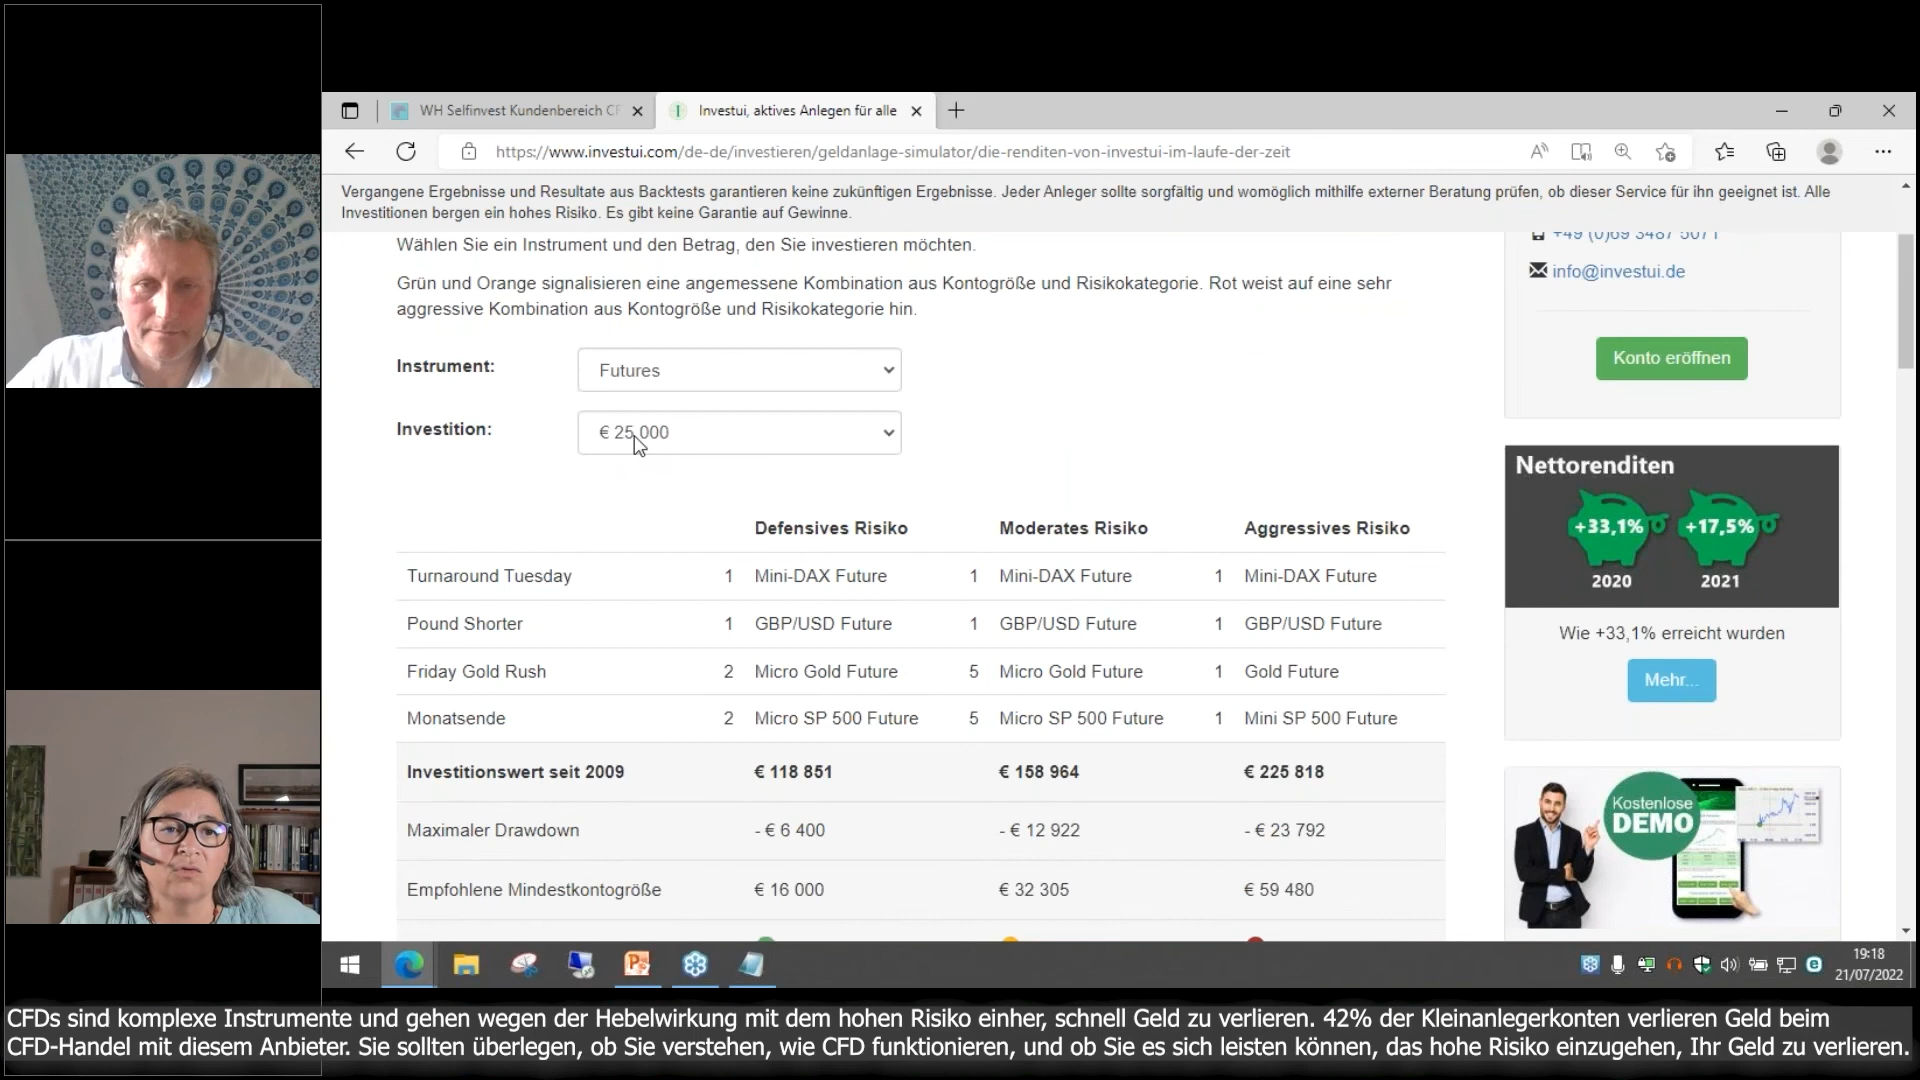 WH Selfinvest Kundenbereich CF
Investui, aktives Anlegen für alle
https://www.investui.com/de-de/investieren/geldanlage-simulator/die-renditen-von-investui-im-laufe-der-zeit
Vergangene Ergebnisse und Resultate aus Backtests garantieren keine zukünftigen Ergebnisse. Jeder Anleger sollte sorgfältig und womöglich mithilfe externer Beratung prüfen, ob dieser Service für ihn geeignet ist. Alle
Investitionen bergen ein hohes Risiko. Es gibt keine Garantie auf Gewinne.
Wählen Sie ein Instrument und den Betrag, den Sie investieren möchten.
Grün und Orange signalisieren eine angemessene Kombination aus Kontogröße und Risikokategorie. Rot weist auf eine sehr
aggressive Kombination aus Kontogröße und Risikokategorie hin.
Instrument: Futures
Investition: € 25 000
Defensives Risiko Moderates Risiko Aggressives Risiko
Turnaround Tuesday 1 Mini-DAX Future 1 Mini-DAX Future 1 Mini-DAX Future
Pound Shorter 1 GBP/USD Future 1 GBP/USD Future 1 GBP/USD Future
Friday Gold Rush 2 Micro Gold Future 5 Micro Gold Future 1 Gold Future
Monatsende 2 Micro SP 500 Future 5 Micro SP 500 Future 1 Mini SP 500 Future
Investitionswert seit 2009 € 118 851 € 158 964 € 225 818
Maximaler Drawdown - € 6 400 - € 12 922 - € 23 792
Empfohlene Mindestkontogröße € 16 000 € 32 305 € 59 480
+49 (0)69 3487 5071
info@investui.de
Konto eröffnen
Nettorenditen
+33,1% +17,5%
2020 2021
Wie +33,1% erreicht wurden
Mehr...
Kostenlose
DEMO
19:18
21/07/2022
CFDs sind komplexe Instrumente und gehen wegen der Hebelwirkung mit dem hohen Risiko einher, schnell Geld zu verlieren. 42% der Kleinanlegerkonten verlieren Geld beim
CFD-Handel mit diesem Anbieter. Sie sollten überlegen, ob Sie verstehen, wie CFD funktionieren, und ob Sie es sich leisten können, das hohe Risiko einzugehen, Ihr Geld zu verlieren.